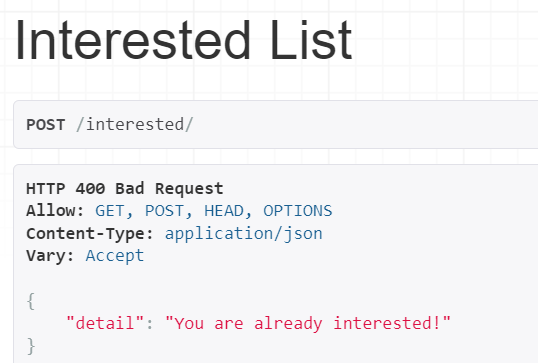 Interested List
POST /interested/
HTTP 400 Bad Request
Allow: GET, POST, HEAD, OPTIONS
Content-Type: application/json
Vary: Accept
{
    "detail": "You are already interested!"
}